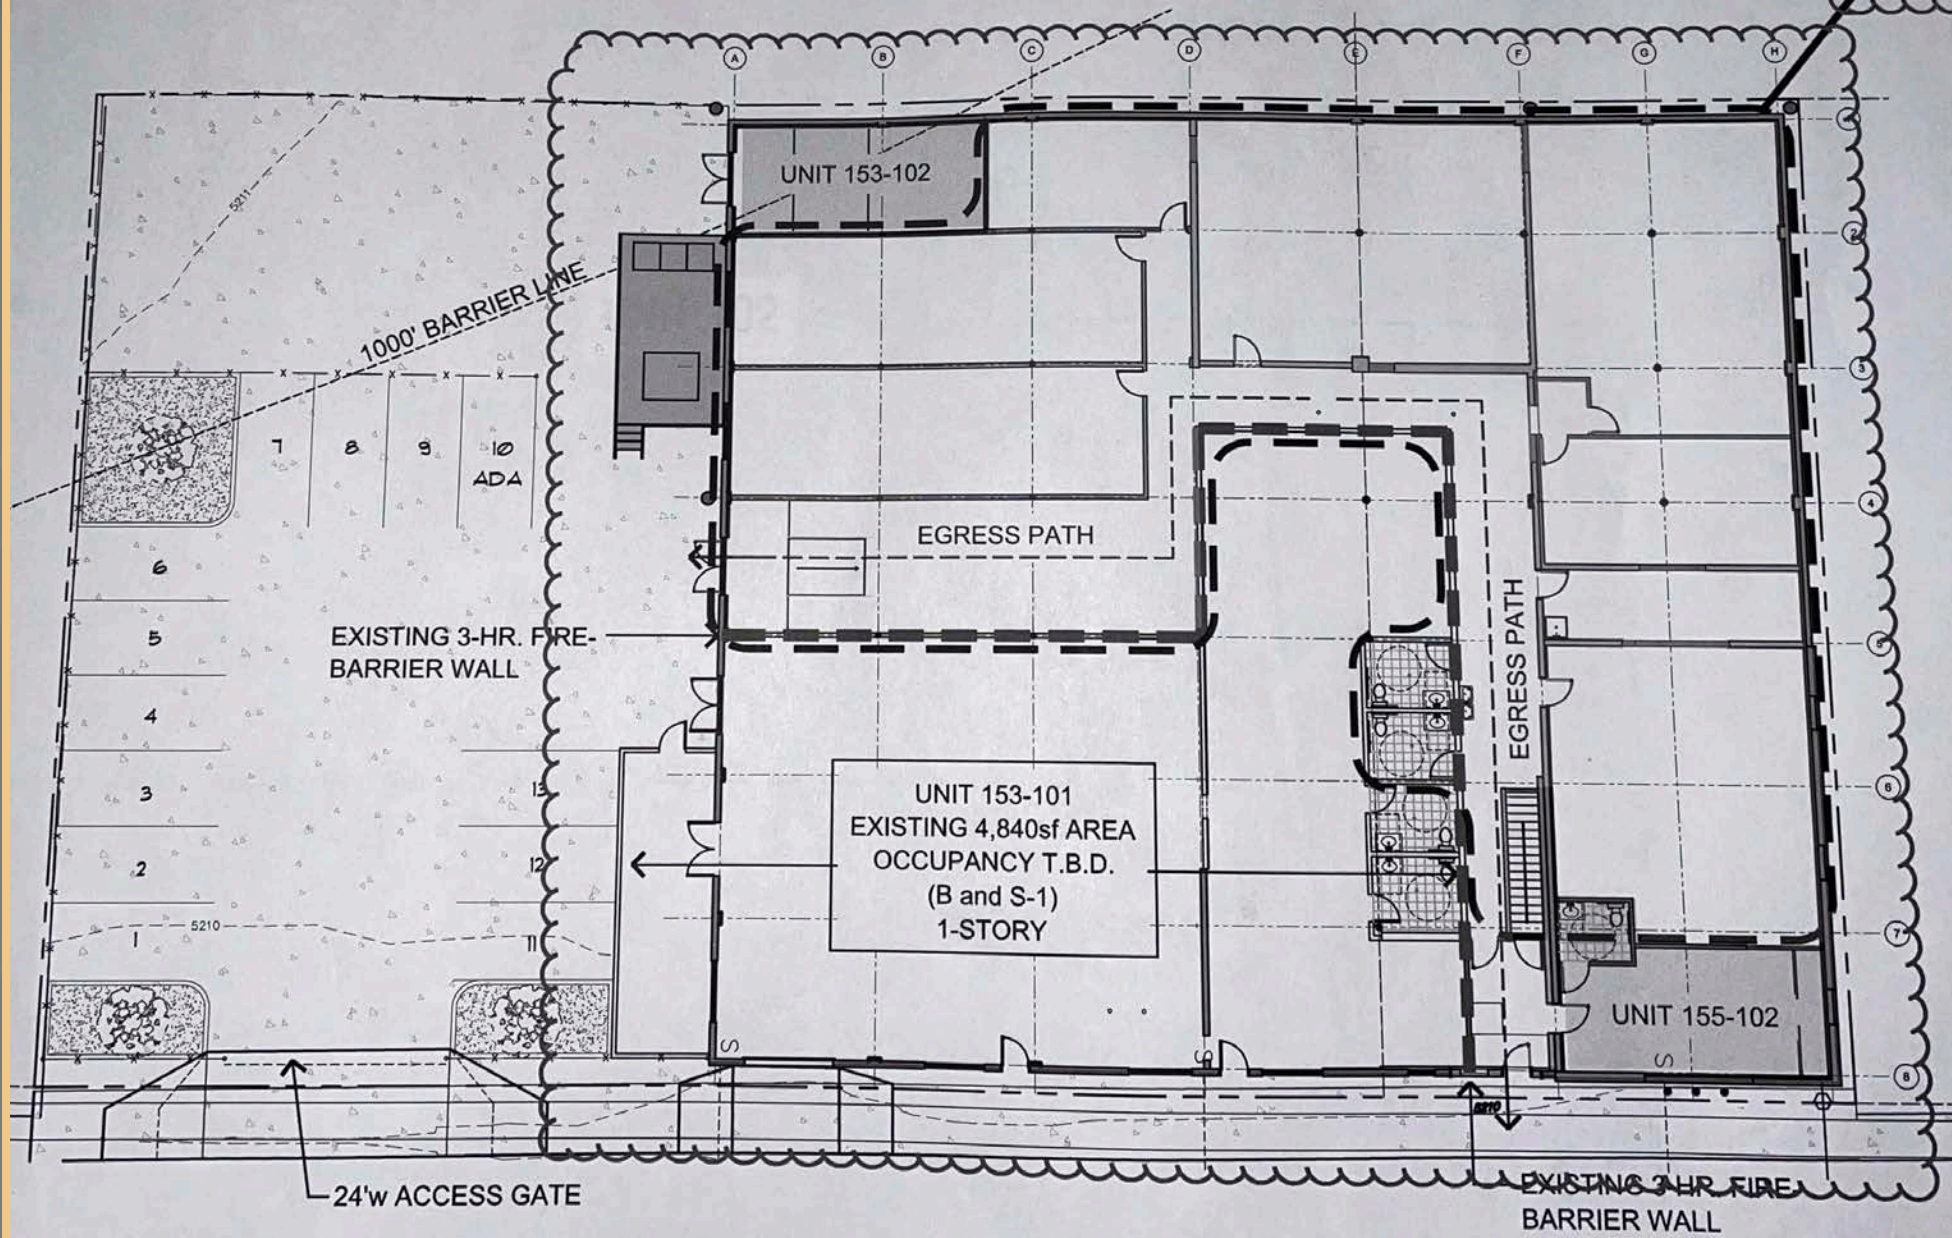 A
B
C
D
E
F
G
H
UNIT 153-102
2
5211
1000' BARRIER LINE
3
7
8
9
10
ADA
4
EGRESS PATH
6
5
EXISTING 3-HR. FIRE-
BARRIER WALL
EGRESS PATH
5
4
UNIT 153-101
EXISTING 4,840sf AREA
OCCUPANCY T.B.D.
(B and S-1)
1-STORY
3
13
6
2
12
1
5210
11
7
UNIT 155-102
S
S
S
8
5210
24'w ACCESS GATE
EXISTING 3-HR. FIRE-
BARRIER WALL